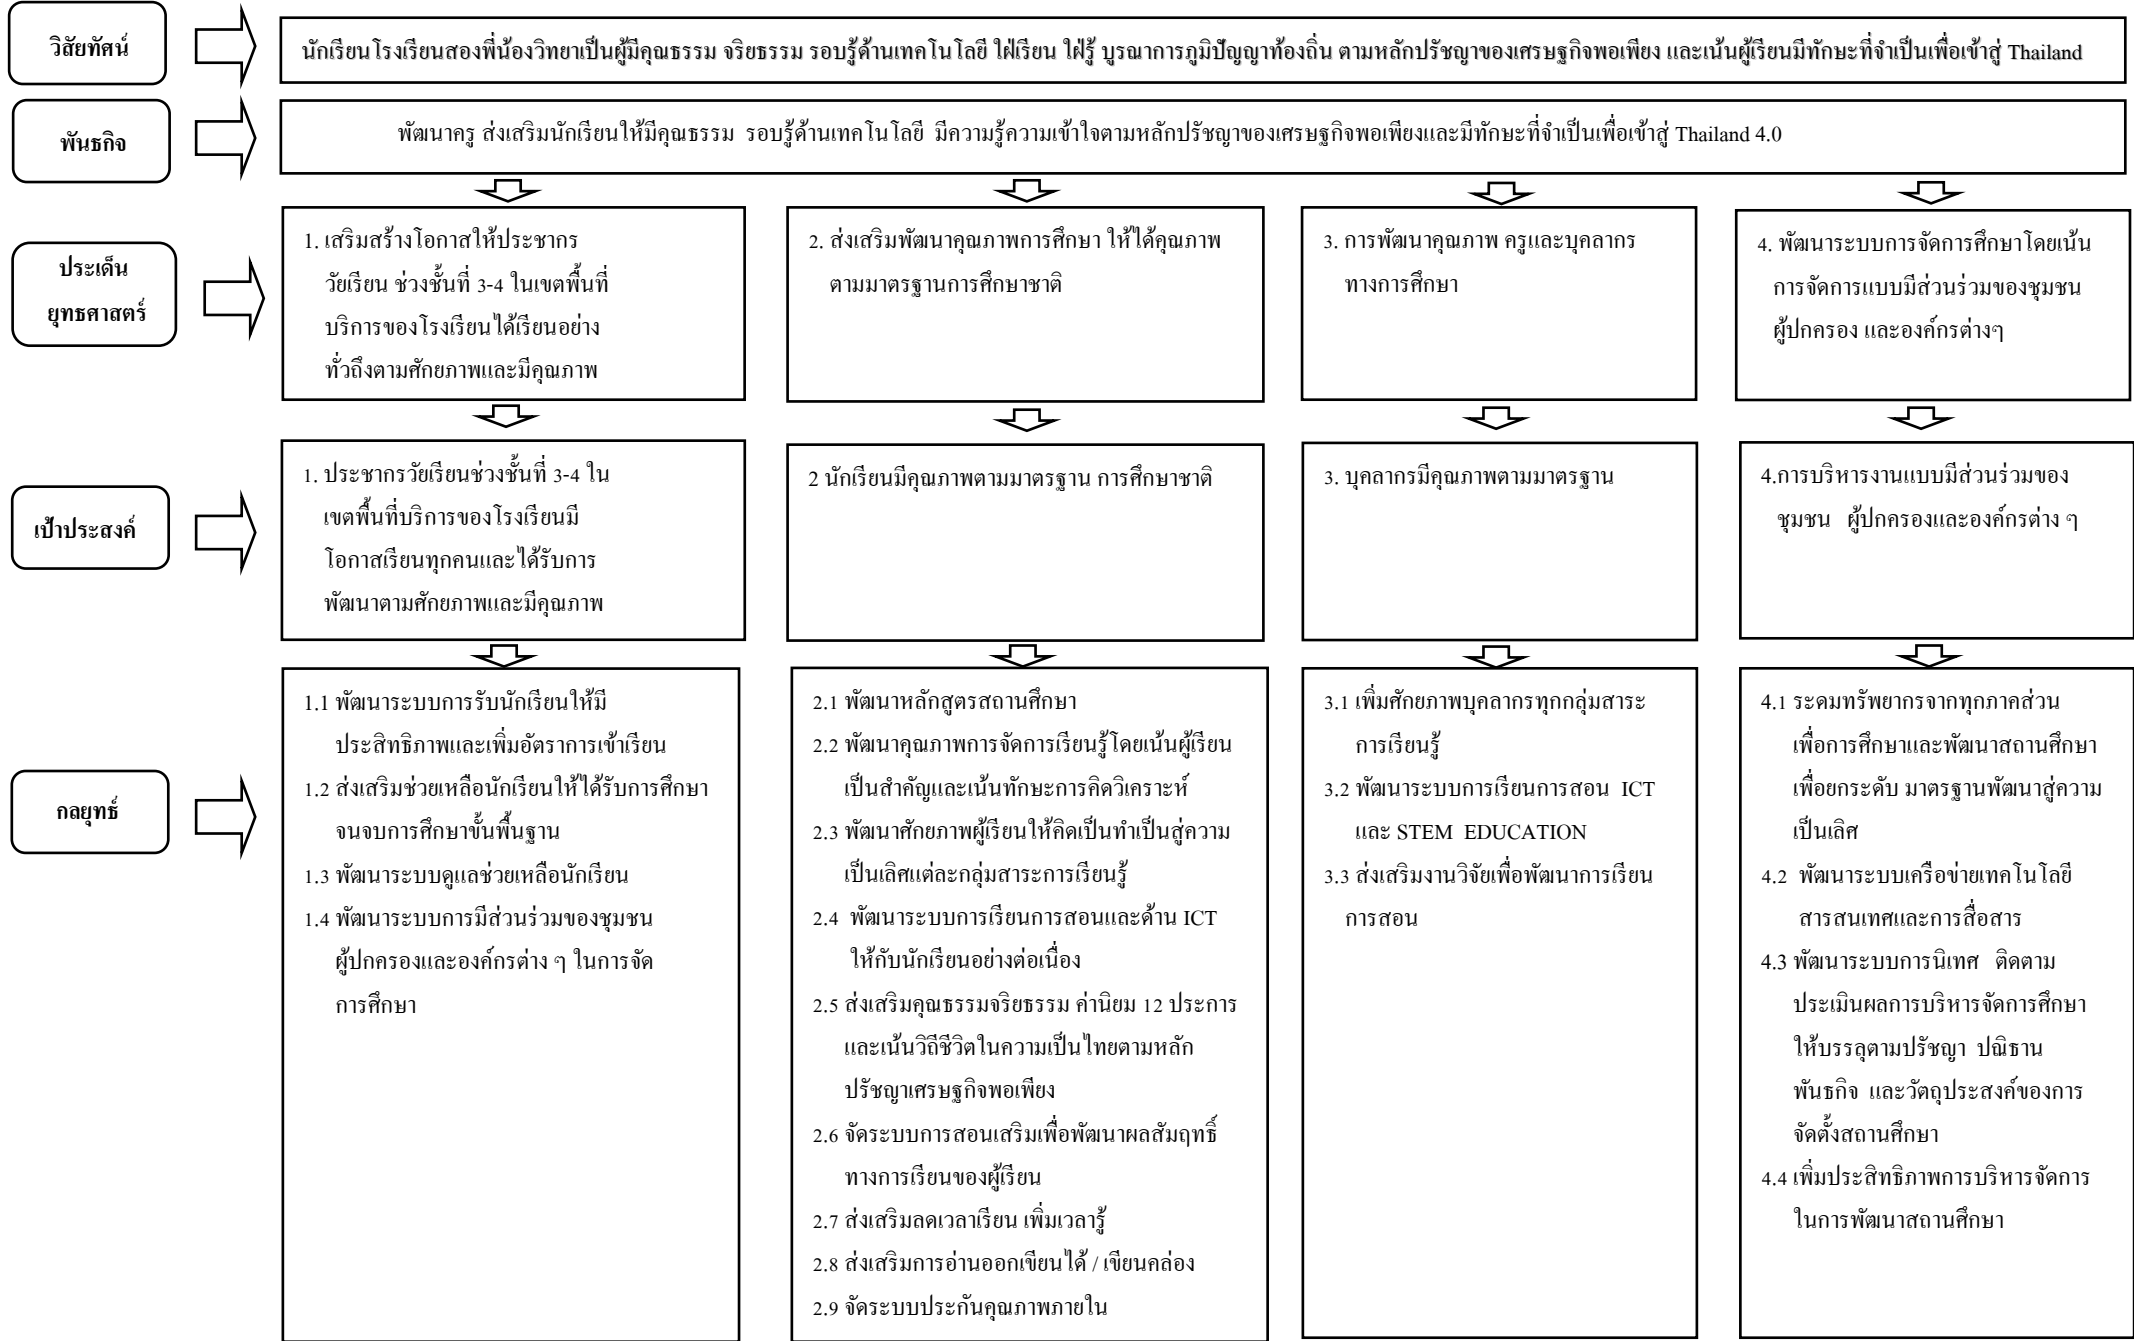 วิสัยทัศน์
นักเรียนโรงเรียนสองพี่น้องวิทยาเป็นผู้มีคุณธรรม จริยธรรม รอบรู้ด้านเทคโนโลยี ใฝ่เรียน ใฝ่รู้ บูรณาการภูมิปัญญาท้องถิ่น ตามหลักปรัชญาของเศรษฐกิจพอเพียง และเน้นผู้เรียนมีทักษะที่จำเป็นเพื่อเข้าสู่ Thailand
พันธกิจ
พัฒนาครู ส่งเสริมนักเรียนให้มีคุณธรรม รอบรู้ด้านเทคโนโลยี มีความรู้ความเข้าใจตามหลักปรัชญาของเศรษฐกิจพอเพียงและมีทักษะที่จำเป็นเพื่อเข้าสู่ Thailand 4.0
ประเด็น
ยุทธศาสตร์
1. เสริมสร้างโอกาสให้ประชากร
วัยเรียน ช่วงชั้นที่ 3-4 ในเขตพื้นที่
บริการของโรงเรียนได้เรียนอย่าง
ทั่วถึงตามศักยภาพและมีคุณภาพ
2. ส่งเสริมพัฒนาคุณภาพการศึกษา ให้ได้คุณภาพ
ตามมาตรฐานการศึกษาชาติ
3. การพัฒนาคุณภาพ ครูและบุคลากร
ทางการศึกษา
4. พัฒนาระบบการจัดการศึกษาโดยเน้น
การจัดการแบบมีส่วนร่วมของชุมชน
ผู้ปกครอง และองค์กรต่างๆ
เป้าประสงค์
1. ประชากรวัยเรียนช่วงชั้นที่ 3-4 ใน
เขตพื้นที่บริการของโรงเรียนมี
โอกาสเรียนทุกคนและได้รับการ
พัฒนาตามศักยภาพและมีคุณภาพ
2 นักเรียนมีคุณภาพตามมาตรฐาน การศึกษาชาติ
3. บุคลากรมีคุณภาพตามมาตรฐาน
4.การบริหารงานแบบมีส่วนร่วมของ
ชุมชน ผู้ปกครองและองค์กรต่าง ๆ
กลยุทธ์
1.1 พัฒนาระบบการรับนักเรียนให้มี
ประสิทธิภาพและเพิ่มอัตราการเข้าเรียน
1.2 ส่งเสริมช่วยเหลือนักเรียนให้ได้รับการศึกษา
จนจบการศึกษาขั้นพื้นฐาน
1.3 พัฒนาระบบดูแลช่วยเหลือนักเรียน
1.4 พัฒนาระบบการมีส่วนร่วมของชุมชน
ผู้ปกครองและองค์กรต่าง ๆ ในการจัด
การศึกษา
2.1 พัฒนาหลักสูตรสถานศึกษา
2.2 พัฒนาคุณภาพการจัดการเรียนรู้โดยเน้นผู้เรียน
เป็นสำคัญและเน้นทักษะการคิดวิเคราะห์
2.3 พัฒนาศักยภาพผู้เรียนให้คิดเป็นทำเป็นสู่ความ
เป็นเลิศแต่ละกลุ่มสาระการเรียนรู้
2.4 พัฒนาระบบการเรียนการสอนและด้าน ICT
ให้กับนักเรียนอย่างต่อเนื่อง
2.5 ส่งเสริมคุณธรรมจริยธรรม ค่านิยม 12 ประการ
และเน้นวิถีชีวิตในความเป็นไทยตามหลัก
ปรัชญาเศรษฐกิจพอเพียง
2.6 จัดระบบการสอนเสริมเพื่อพัฒนาผลสัมฤทธิ์
ทางการเรียนของผู้เรียน
2.7 ส่งเสริมลดเวลาเรียน เพิ่มเวลารู้
2.8 ส่งเสริมการอ่านออกเขียนได้ / เขียนคล่อง
2.9 จัดระบบประกันคุณภาพภายใน
3.1 เพิ่มศักยภาพบุคลากรทุกกลุ่มสาระ
การเรียนรู้
3.2 พัฒนาระบบการเรียนการสอน ICT
และ STEM EDUCATION
3.3 ส่งเสริมงานวิจัยเพื่อพัฒนาการเรียน
การสอน
4.1 ระดมทรัพยากรจากทุกภาคส่วน
เพื่อการศึกษาและพัฒนาสถานศึกษา
เพื่อยกระดับ มาตรฐานพัฒนาสู่ความ
เป็นเลิศ
4.2 พัฒนาระบบเครือข่ายเทคโนโลยี
สารสนเทศและการสื่อสาร
4.3 พัฒนาระบบการนิเทศ ติดตาม
ประเมินผลการบริหารจัดการศึกษา
ให้บรรลุตามปรัชญา ปณิธาน
พันธกิจ และวัตถุประสงค์ของการ
จัดตั้งสถานศึกษา
4.4 เพิ่มประสิทธิภาพการบริหารจัดการ
ในการพัฒนาสถานศึกษา